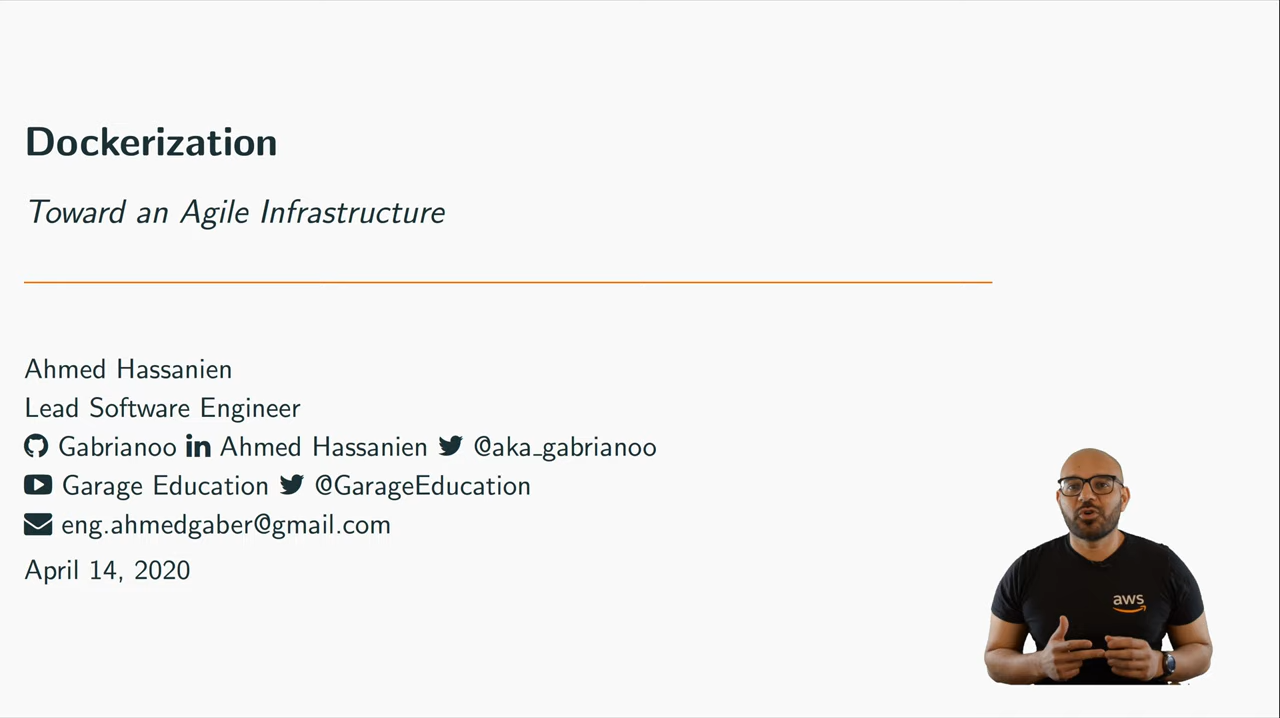 Dockerization
Toward an Agile Infrastructure
Ahmed Hassanien
Lead Software Engineer
Gabrianoo in Ahmed Hassanien @aka_gabrianoo
Garage Education @GarageEducation
eng.ahmedgaber@gmail.com
April 14, 2020
aws